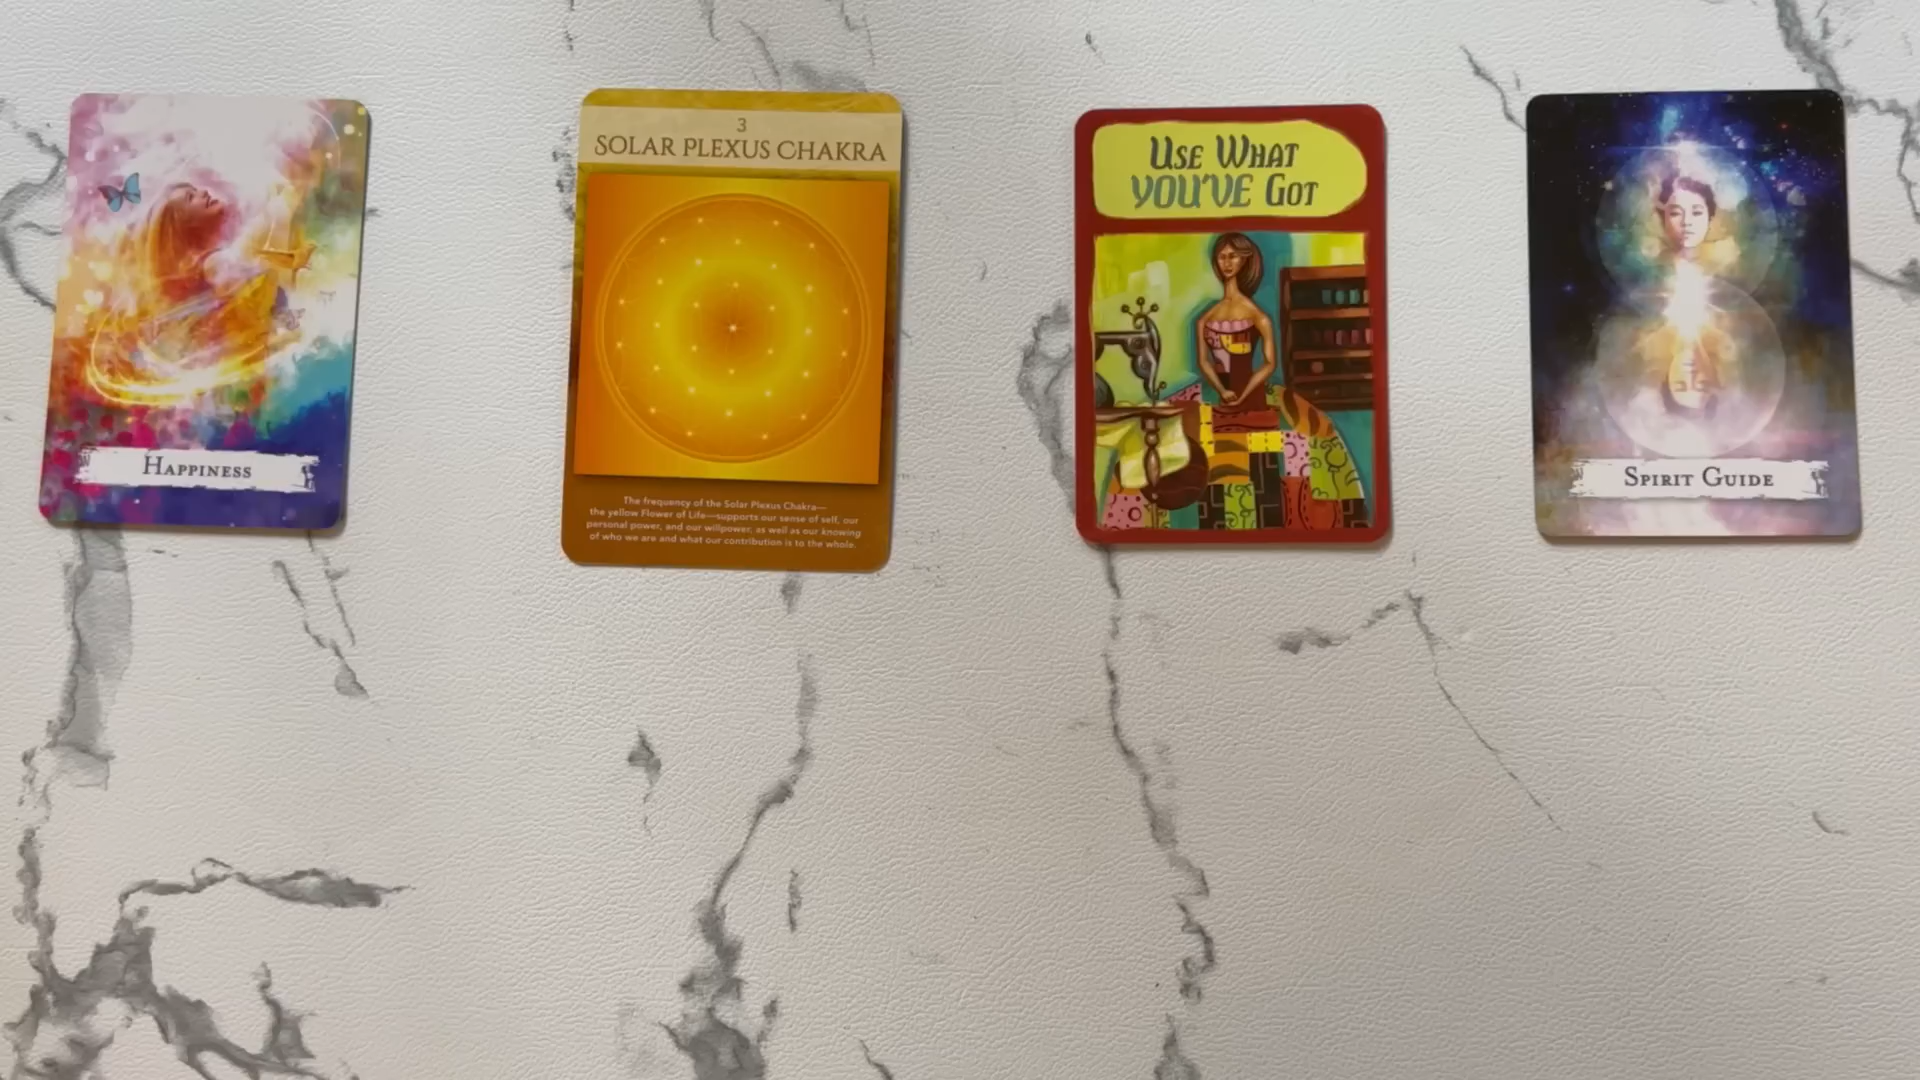 Happiness
3
Solar Plexus Chakra
The frequency of the Solar Plexus Chakra—
the yellow Flower of Life—supports our sense of self, our
personal power, and our willpower, as well as our knowing
of who we are and what our contribution is to the whole.
Use What
YOU'VE Got
Spirit Guide